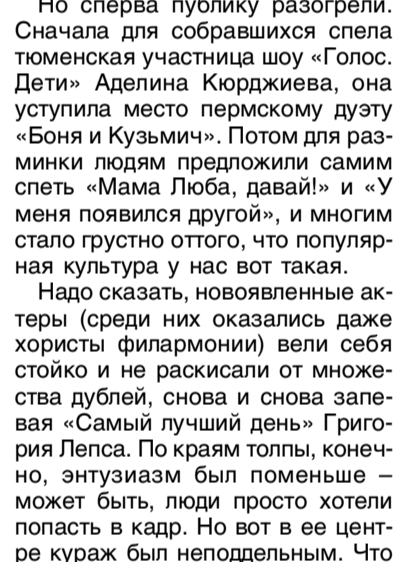 Но сперва публику разогрели.
Сначала для собравшихся спела
тюменская участница шоу «Голос.
Дети» Аделина Кюрджиева, она
уступила место пермскому дуэту
«Боня и Кузьмич». Потом для раз-
минки людям предложили самим
спеть «Мама Люба, давай!» и «У
меня появился другой», и многим
стало грустно оттого, что популяр-
ная культура у нас вот такая.
Надо сказать, новоявленные ак-
теры (среди них оказались даже
хористы филармонии) вели себя
стойко и не раскисали от множе-
ства дублей, снова и снова запе-
вая «Самый лучший день» Григо-
рия Лепса. По краям толпы, конеч-
но, энтузиазм был поменьше –
может быть, люди просто хотели
попасть в кадр. Но вот в ее цент-
ре кураж был неподдельным. Что